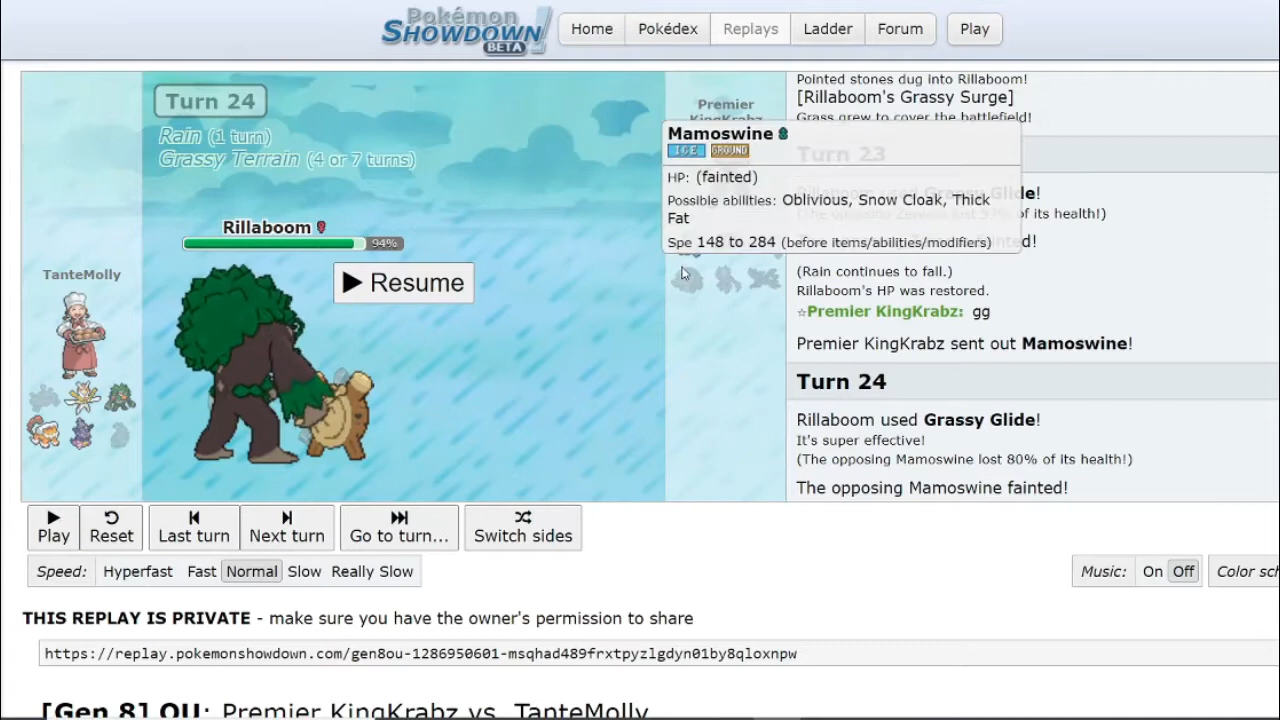 Pokémon
SHOWDOWN!
BETA
Home
Pokédex
Replays
Ladder
Forum
Play
Turn 24
Rain (1 turn)
Grassy Terrain (4 or 7 turns)
Rillaboom
94%
Resume
TanteMolly
Premier
KingKrabz
Mamoswine
ICE GROUND
HP: (fainted)
Possible abilities: Oblivious, Snow Cloak, Thick
Fat
Spe 148 to 284 (before items/abilities/modifiers)
Pointed stones dug into Rillaboom!
[Rillaboom's Grassy Surge]
Grass grew to cover the battlefield!
Turn 23
Rillaboom used Grassy Glide!
of its health!)
(Rain continues to fall.)
Rillaboom's HP was restored.
☆Premier KingKrabz: gg
Premier KingKrabz sent out Mamoswine!
Turn 24
Rillaboom used Grassy Glide!
It's super effective!
(The opposing Mamoswine lost 80% of its health!)
The opposing Mamoswine fainted!
Play
Reset
Last turn
Next turn
Go to turn...
Switch sides
Speed: Hyperfast Fast Normal Slow Really Slow
Music: On Off
Color sch
THIS REPLAY IS PRIVATE - make sure you have the owner's permission to share
https://replay.pokemonshowdown.com/gen8ou-1286950601-msqhad489frxtpyzlgdyn01by8qloxnpw
[Gen 8] OU: Premier KingKrabz vs. TanteMolly